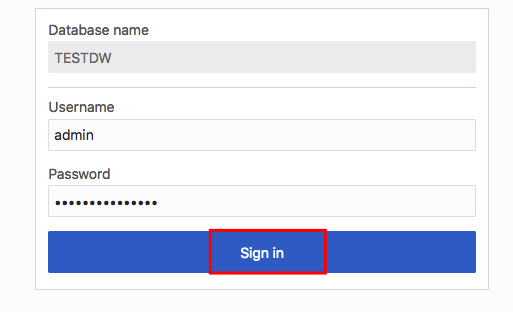 Database name
TESTDW
Username
admin
Password
•••••••••••••••
Sign in